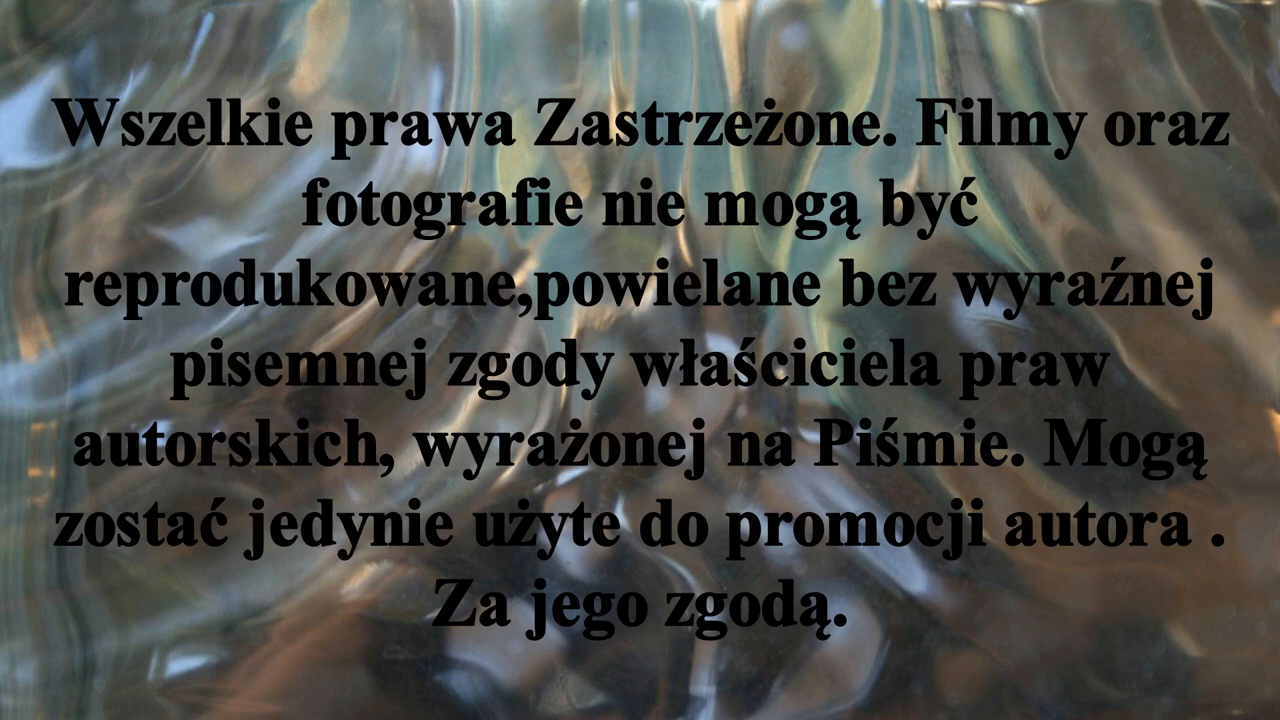 Wszelkie prawa Zastrzeżone. Filmy oraz
fotografie nie mogą być
reprodukowane,powielane bez wyraźnej
pisemnej zgody właściciela praw
autorskich, wyrażonej na Piśmie. Mogą
zostać jedynie użyte do promocji autora .
Za jego zgodą.